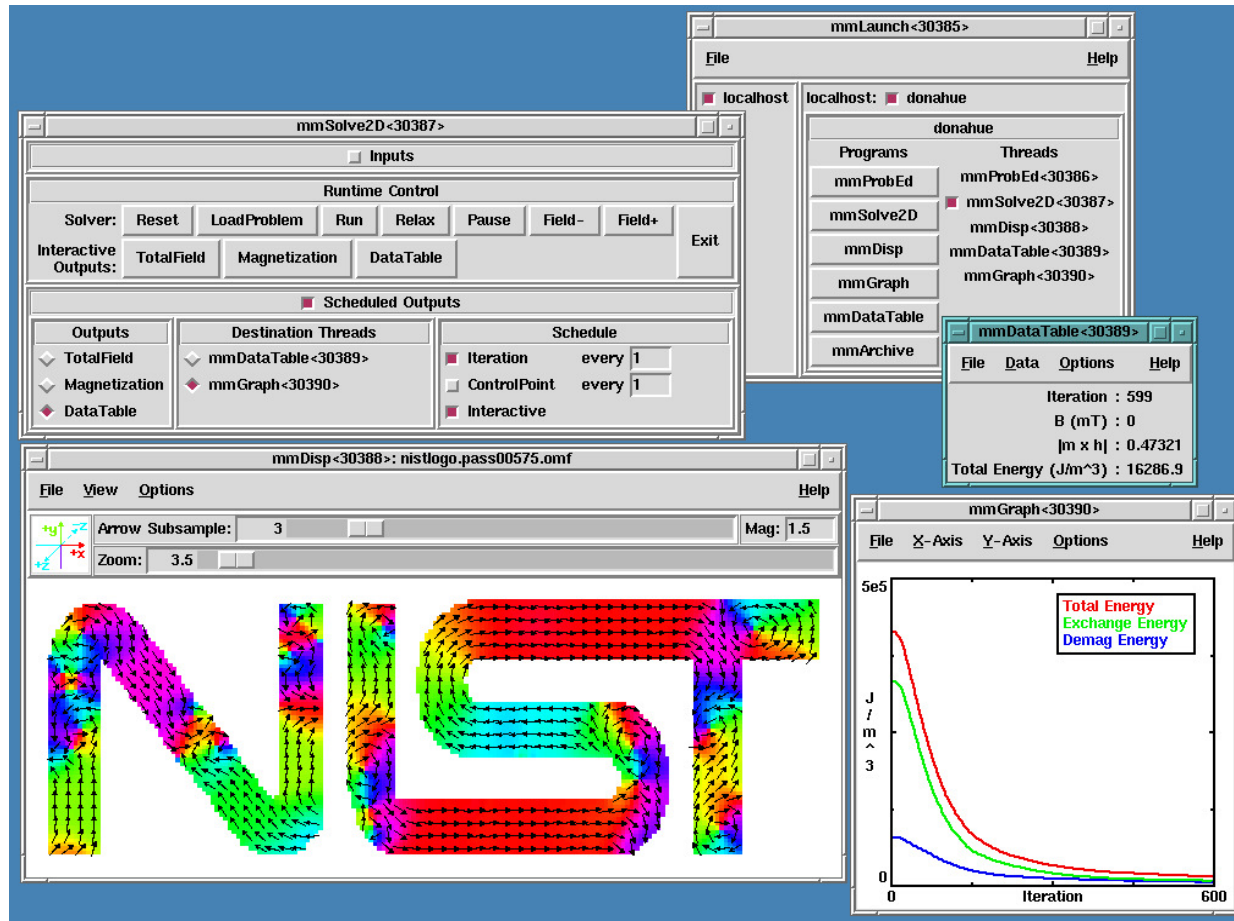 mmLaunch<30385>
File Help
localhost localhost: donahue
donahue
Programs Threads
mmProbEd mmProbEd<30386>
mmSolve2D mmSolve2D<30387>
mmDisp mmDisp<30388>
mmGraph mmDataTable<30389>
mmDataTable mmGraph<30390>
mmArchive
mmSolve2D<30387>
Inputs
Runtime Control
Solver: Reset LoadProblem Run Relax Pause Field- Field+
Exit
Interactive
Outputs: TotalField Magnetization DataTable
Scheduled Outputs
Outputs Destination Threads Schedule
TotalField mmDataTable<30389> Iteration every 1
Magnetization mmGraph<30390> ControlPoint every 1
DataTable Interactive
mmDataTable<30389>
File Data Options Help
Iteration : 599
B (mT) : 0
|m x h| : 0.47321
Total Energy (J/m^3) : 16286.9
mmDisp<30388>: nistlogo.pass00575.omf
File View Options Help
+y -z +x +z
Arrow Subsample: 3 Mag: 1.5
Zoom: 3.5
NIST
mmGraph<30390>
File X-Axis Y-Axis Options Help
5e5
Total Energy
Exchange Energy
Demag Energy
J/m^3
0
0 Iteration 600